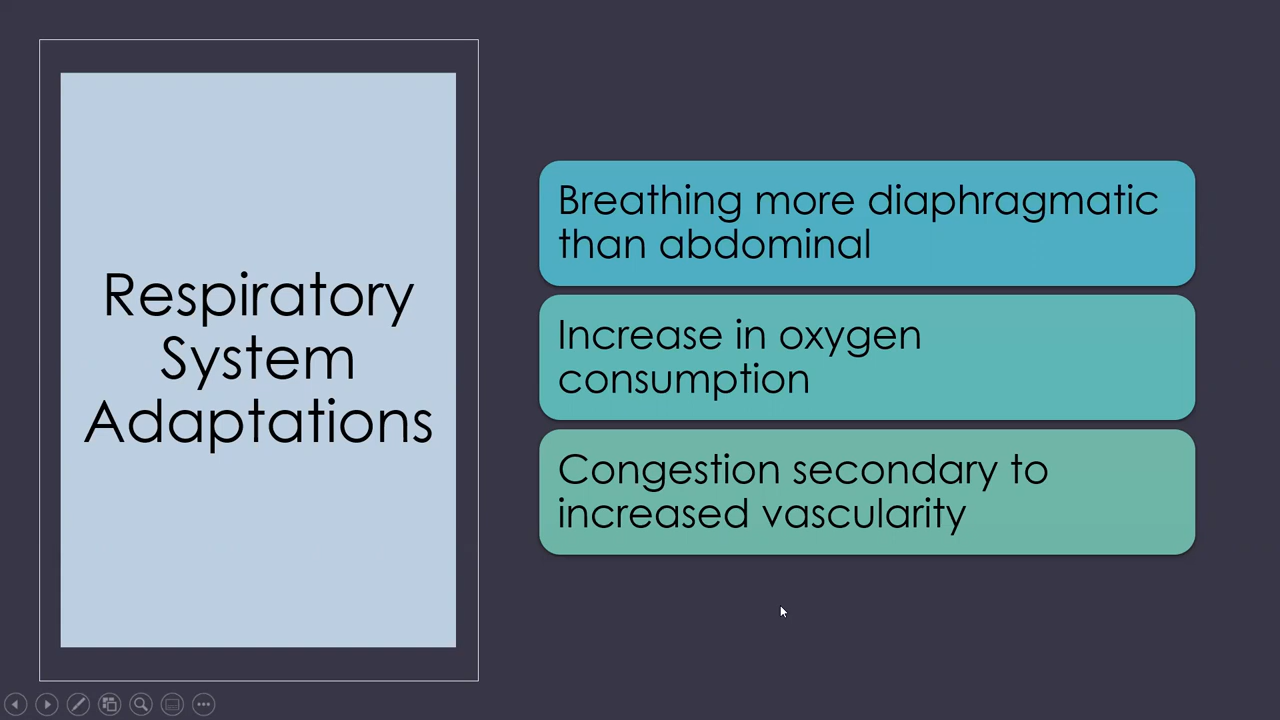 Respiratory
System
Adaptations
Breathing more diaphragmatic
than abdominal
Increase in oxygen
consumption
Congestion secondary to
increased vascularity